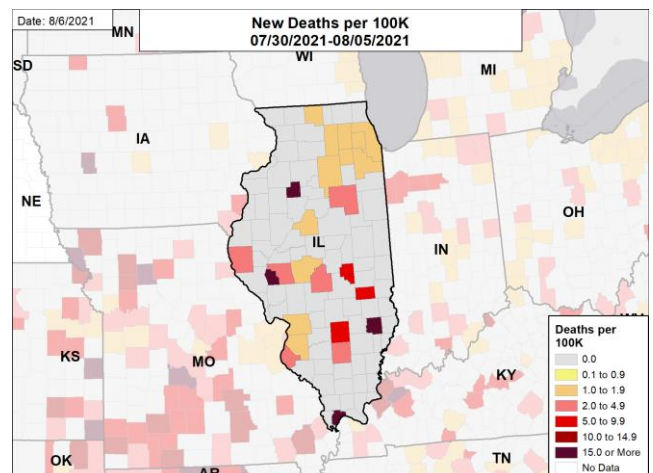 Date: 8/6/2021
New Deaths per 100K
07/30/2021-08/05/2021
MN
WI
SD
MI
IA
NE
OH
IL
IN
KS
MO
KY
OK
AR
TN
Deaths per
100K
0.0
0.1 to 0.9
1.0 to 1.9
2.0 to 4.9
5.0 to 9.9
10.0 to 14.9
15.0 or More
No Data